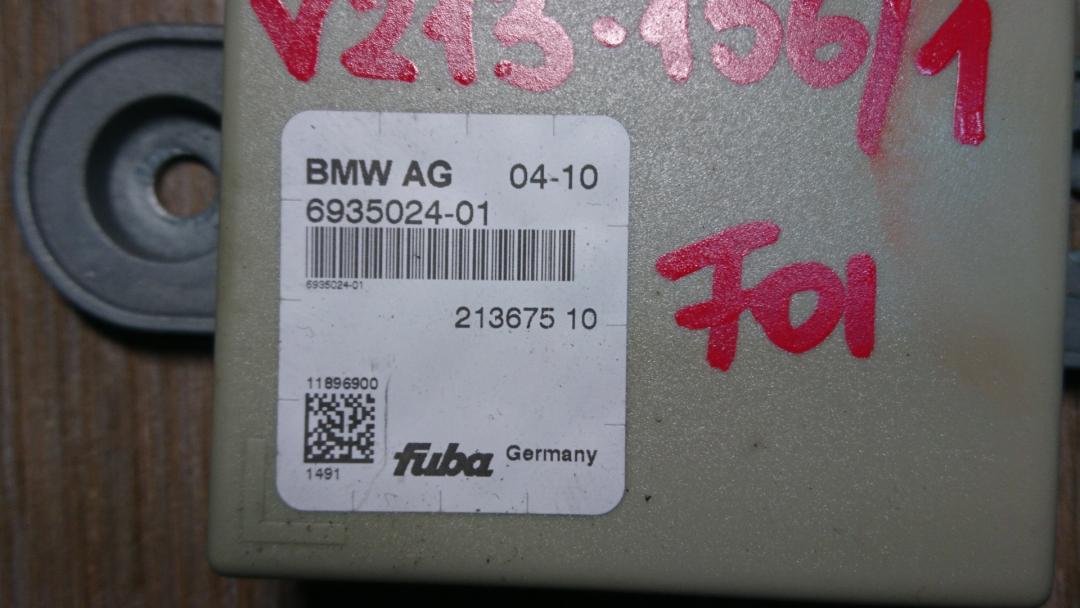 V213.156/1
BMW AG 04-10
6935024-01
6935024-01
213675 10
F01
11896900
1491
fuba Germany